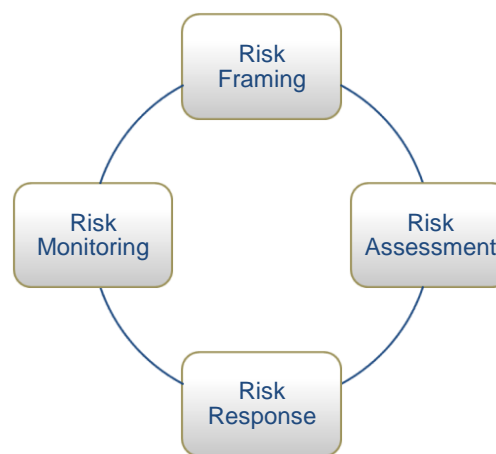 Risk
Framing
Risk
Monitoring
Risk
Assessment
Risk
Response